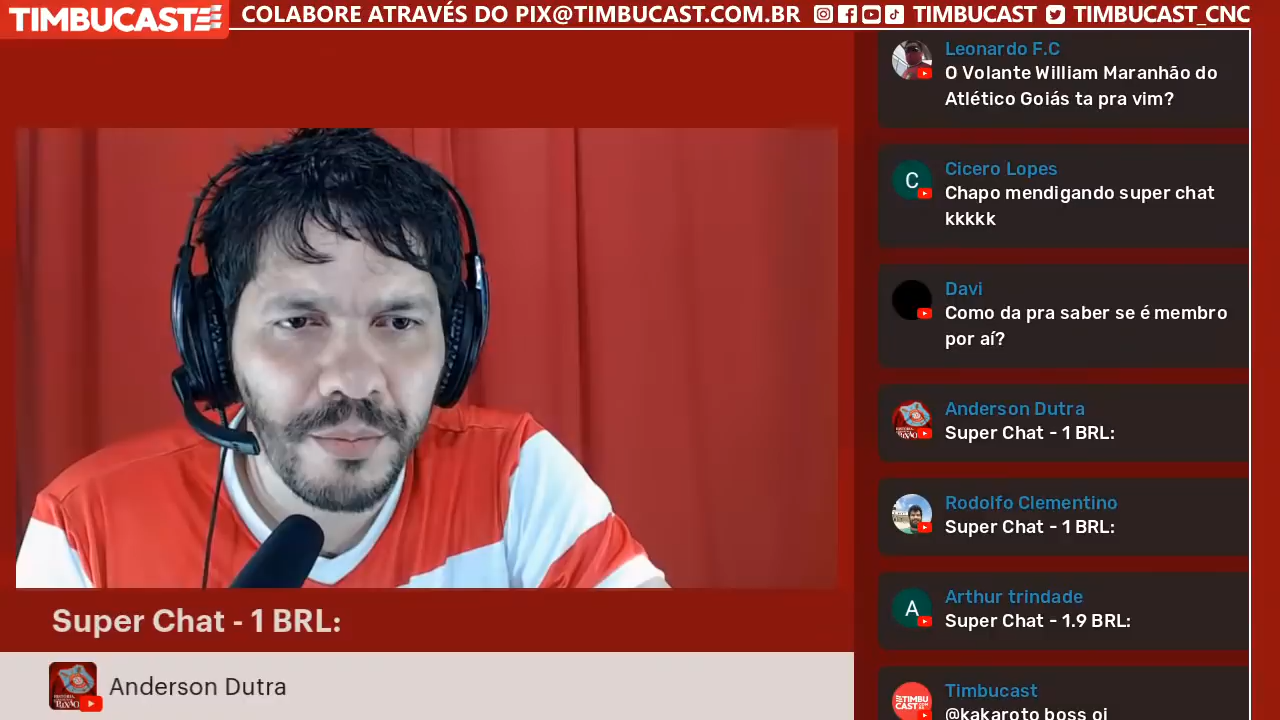 TIMBUCAST
COLABORE ATRAVÉS DO PIX@TIMBUCAST.COM.BR
TIMBUCAST
TIMBUCAST_CNC
Leonardo F.C
O Volante William Maranhão do
Atlético Goiás ta pra vim?
C
Cicero Lopes
Chapo mendigando super chat
kkkkk
Davi
Como da pra saber se é membro
por aí?
Anderson Dutra
Super Chat - 1 BRL:
Rodolfo Clementino
Super Chat - 1 BRL:
A
Arthur trindade
Super Chat - 1.9 BRL:
TIMBU
CAST
Timbucast
@kakaroto boss oi
Super Chat - 1 BRL:
Anderson Dutra